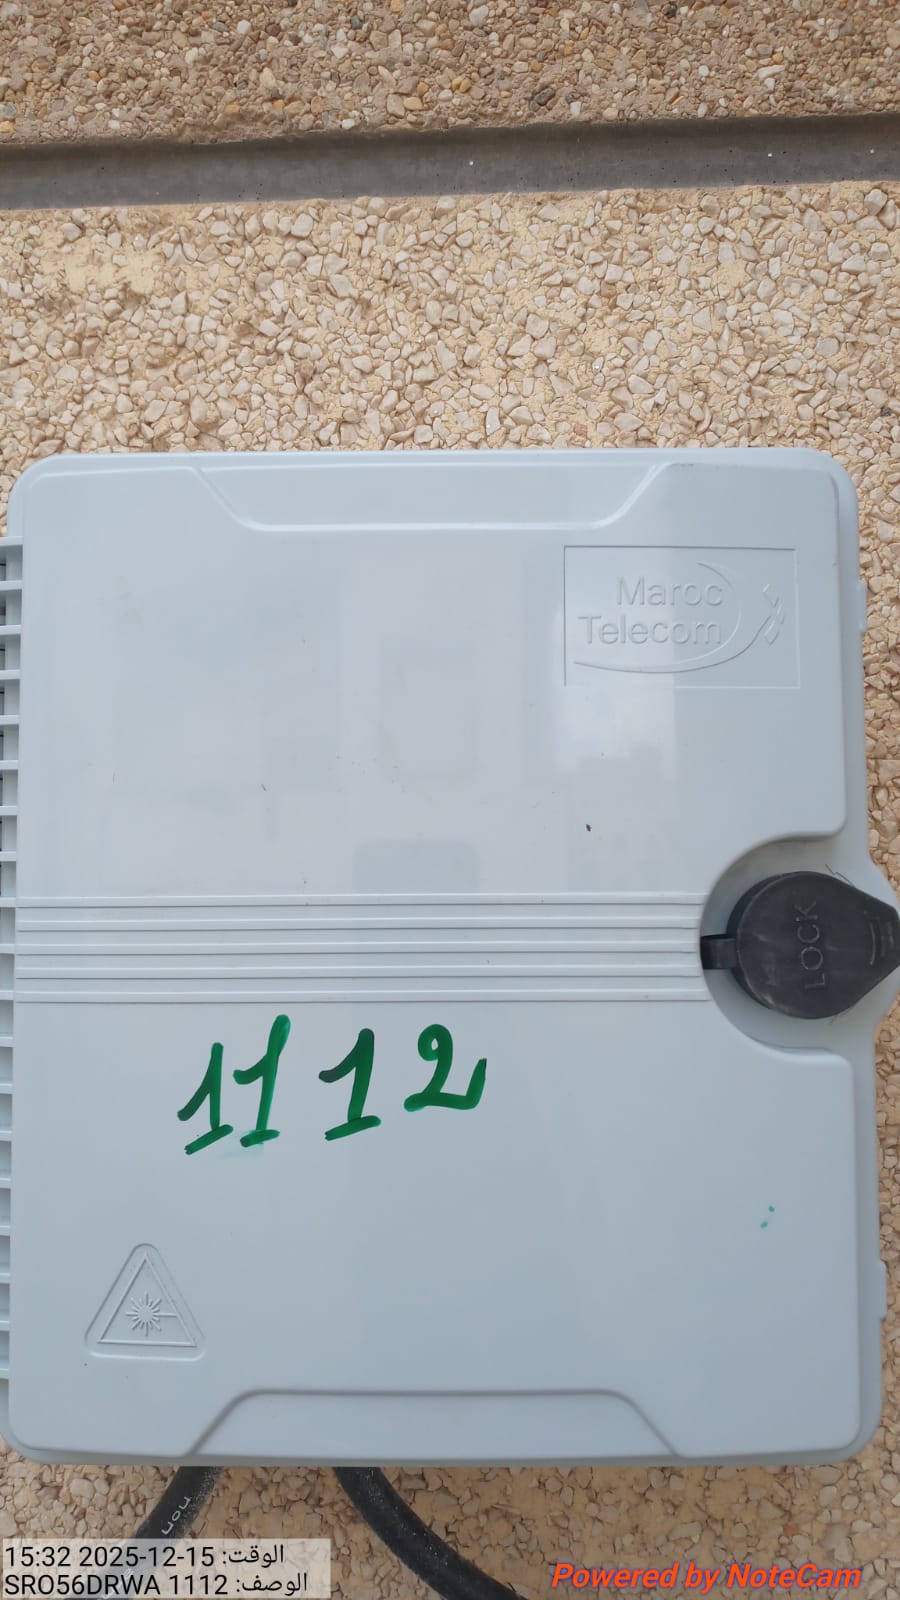 Maroc
Telecom
LOCK
1112
الوقت: 15-12-2025 15:32
الوصف: SRO56DRWA 1112
Powered by NoteCam